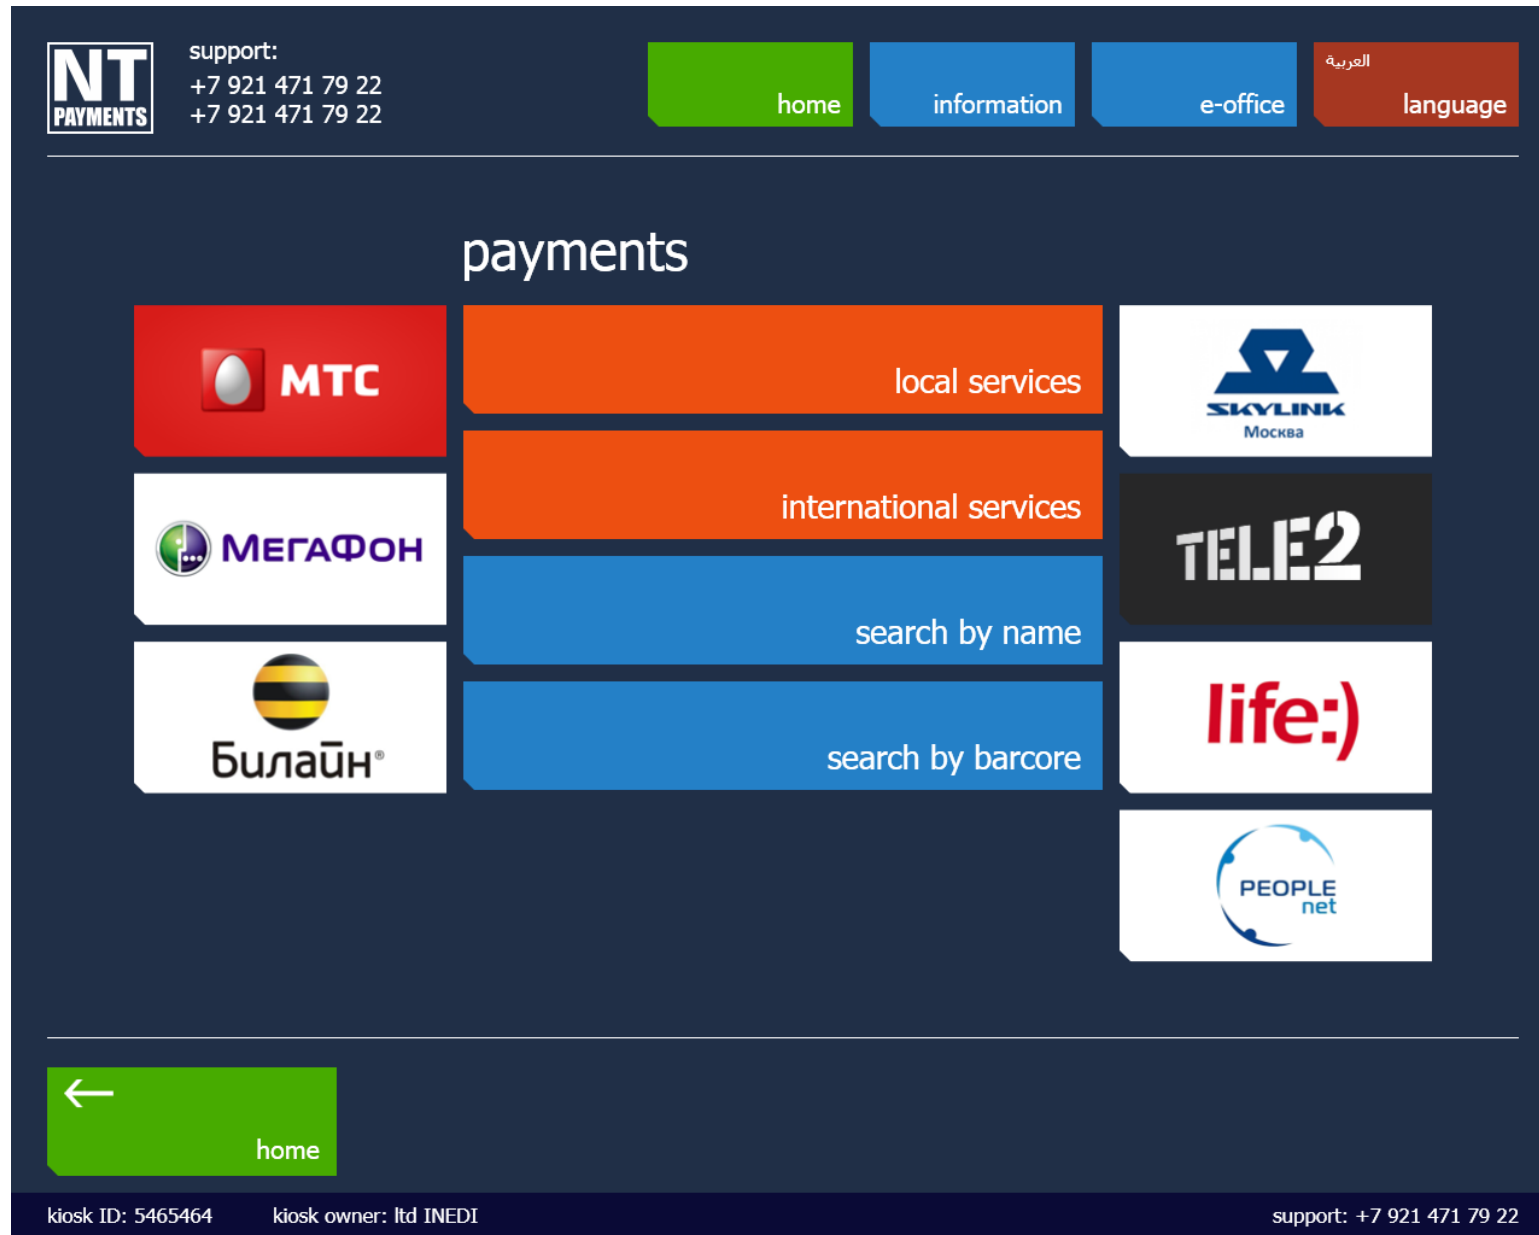 NT
PAYMENTS
support:
+7 921 471 79 22
+7 921 471 79 22
home
information
e-office
العربية
language
payments
МТС
МЕГАФОН
Билайн®
local services
international services
search by name
search by barcore
SKYLINK
Москва
TELE2
life:)
PEOPLE
net
←
home
kiosk ID: 5465464
kiosk owner: ltd INEDI
support: +7 921 471 79 22